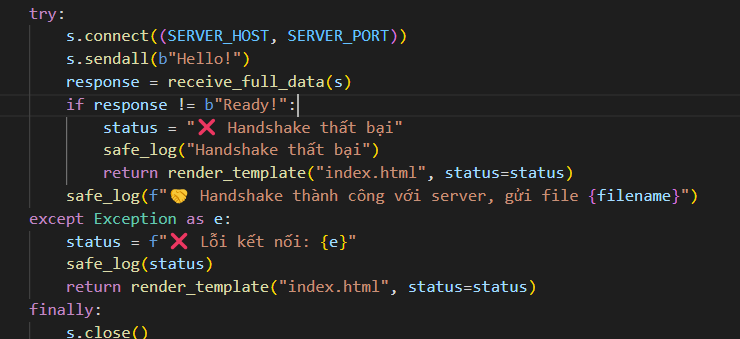 try:
    s.connect((SERVER_HOST, SERVER_PORT))
    s.sendall(b"Hello!")
    response = receive_full_data(s)
    if response != b"Ready!":
        status = "❌ Handshake thất bại"
        safe_log("Handshake thất bại")
        return render_template("index.html", status=status)
    safe_log(f"🤝 Handshake thành công với server, gửi file {filename}")
except Exception as e:
    status = f"❌ Lỗi kết nối: {e}"
    safe_log(status)
    return render_template("index.html", status=status)
finally:
    s.close()